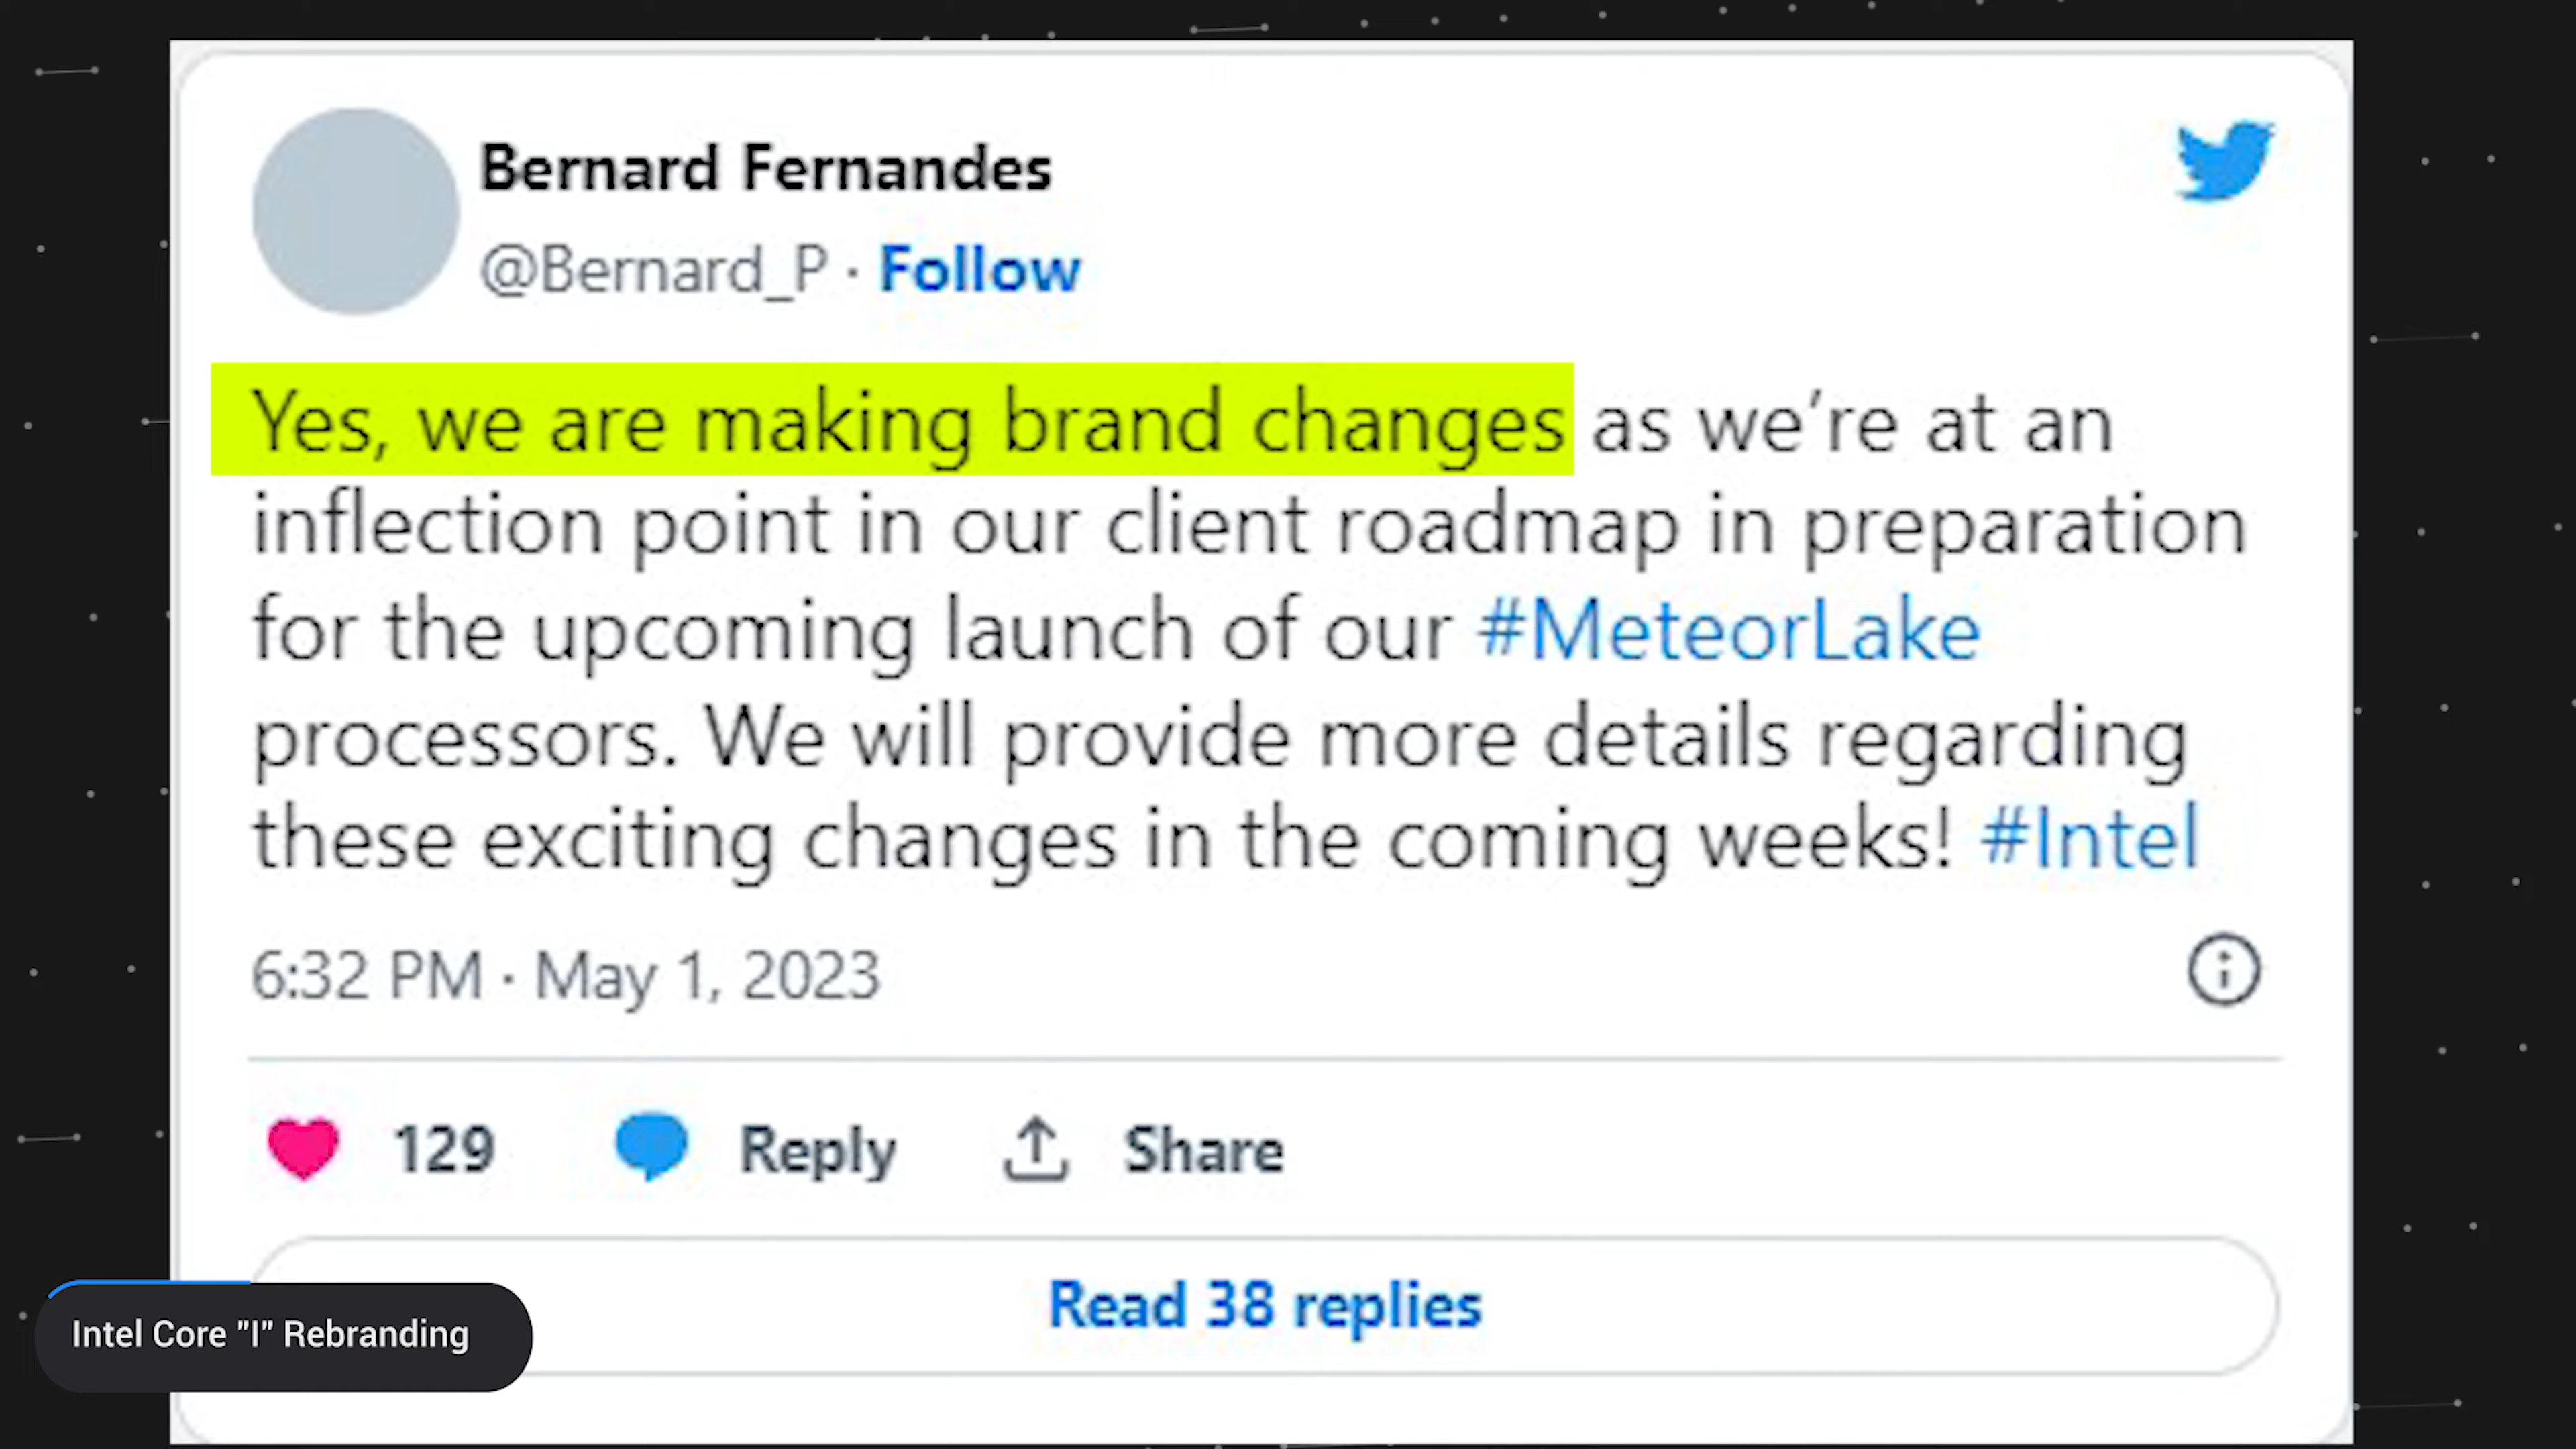 Bernard Fernandes
@Bernard_P · Follow
Yes, we are making brand changes as we’re at an
inflection point in our client roadmap in preparation
for the upcoming launch of our #MeteorLake
processors. We will provide more details regarding
these exciting changes in the coming weeks! #Intel
6:32 PM · May 1, 2023
129 Reply Share
Read 38 replies
Intel Core "I" Rebranding